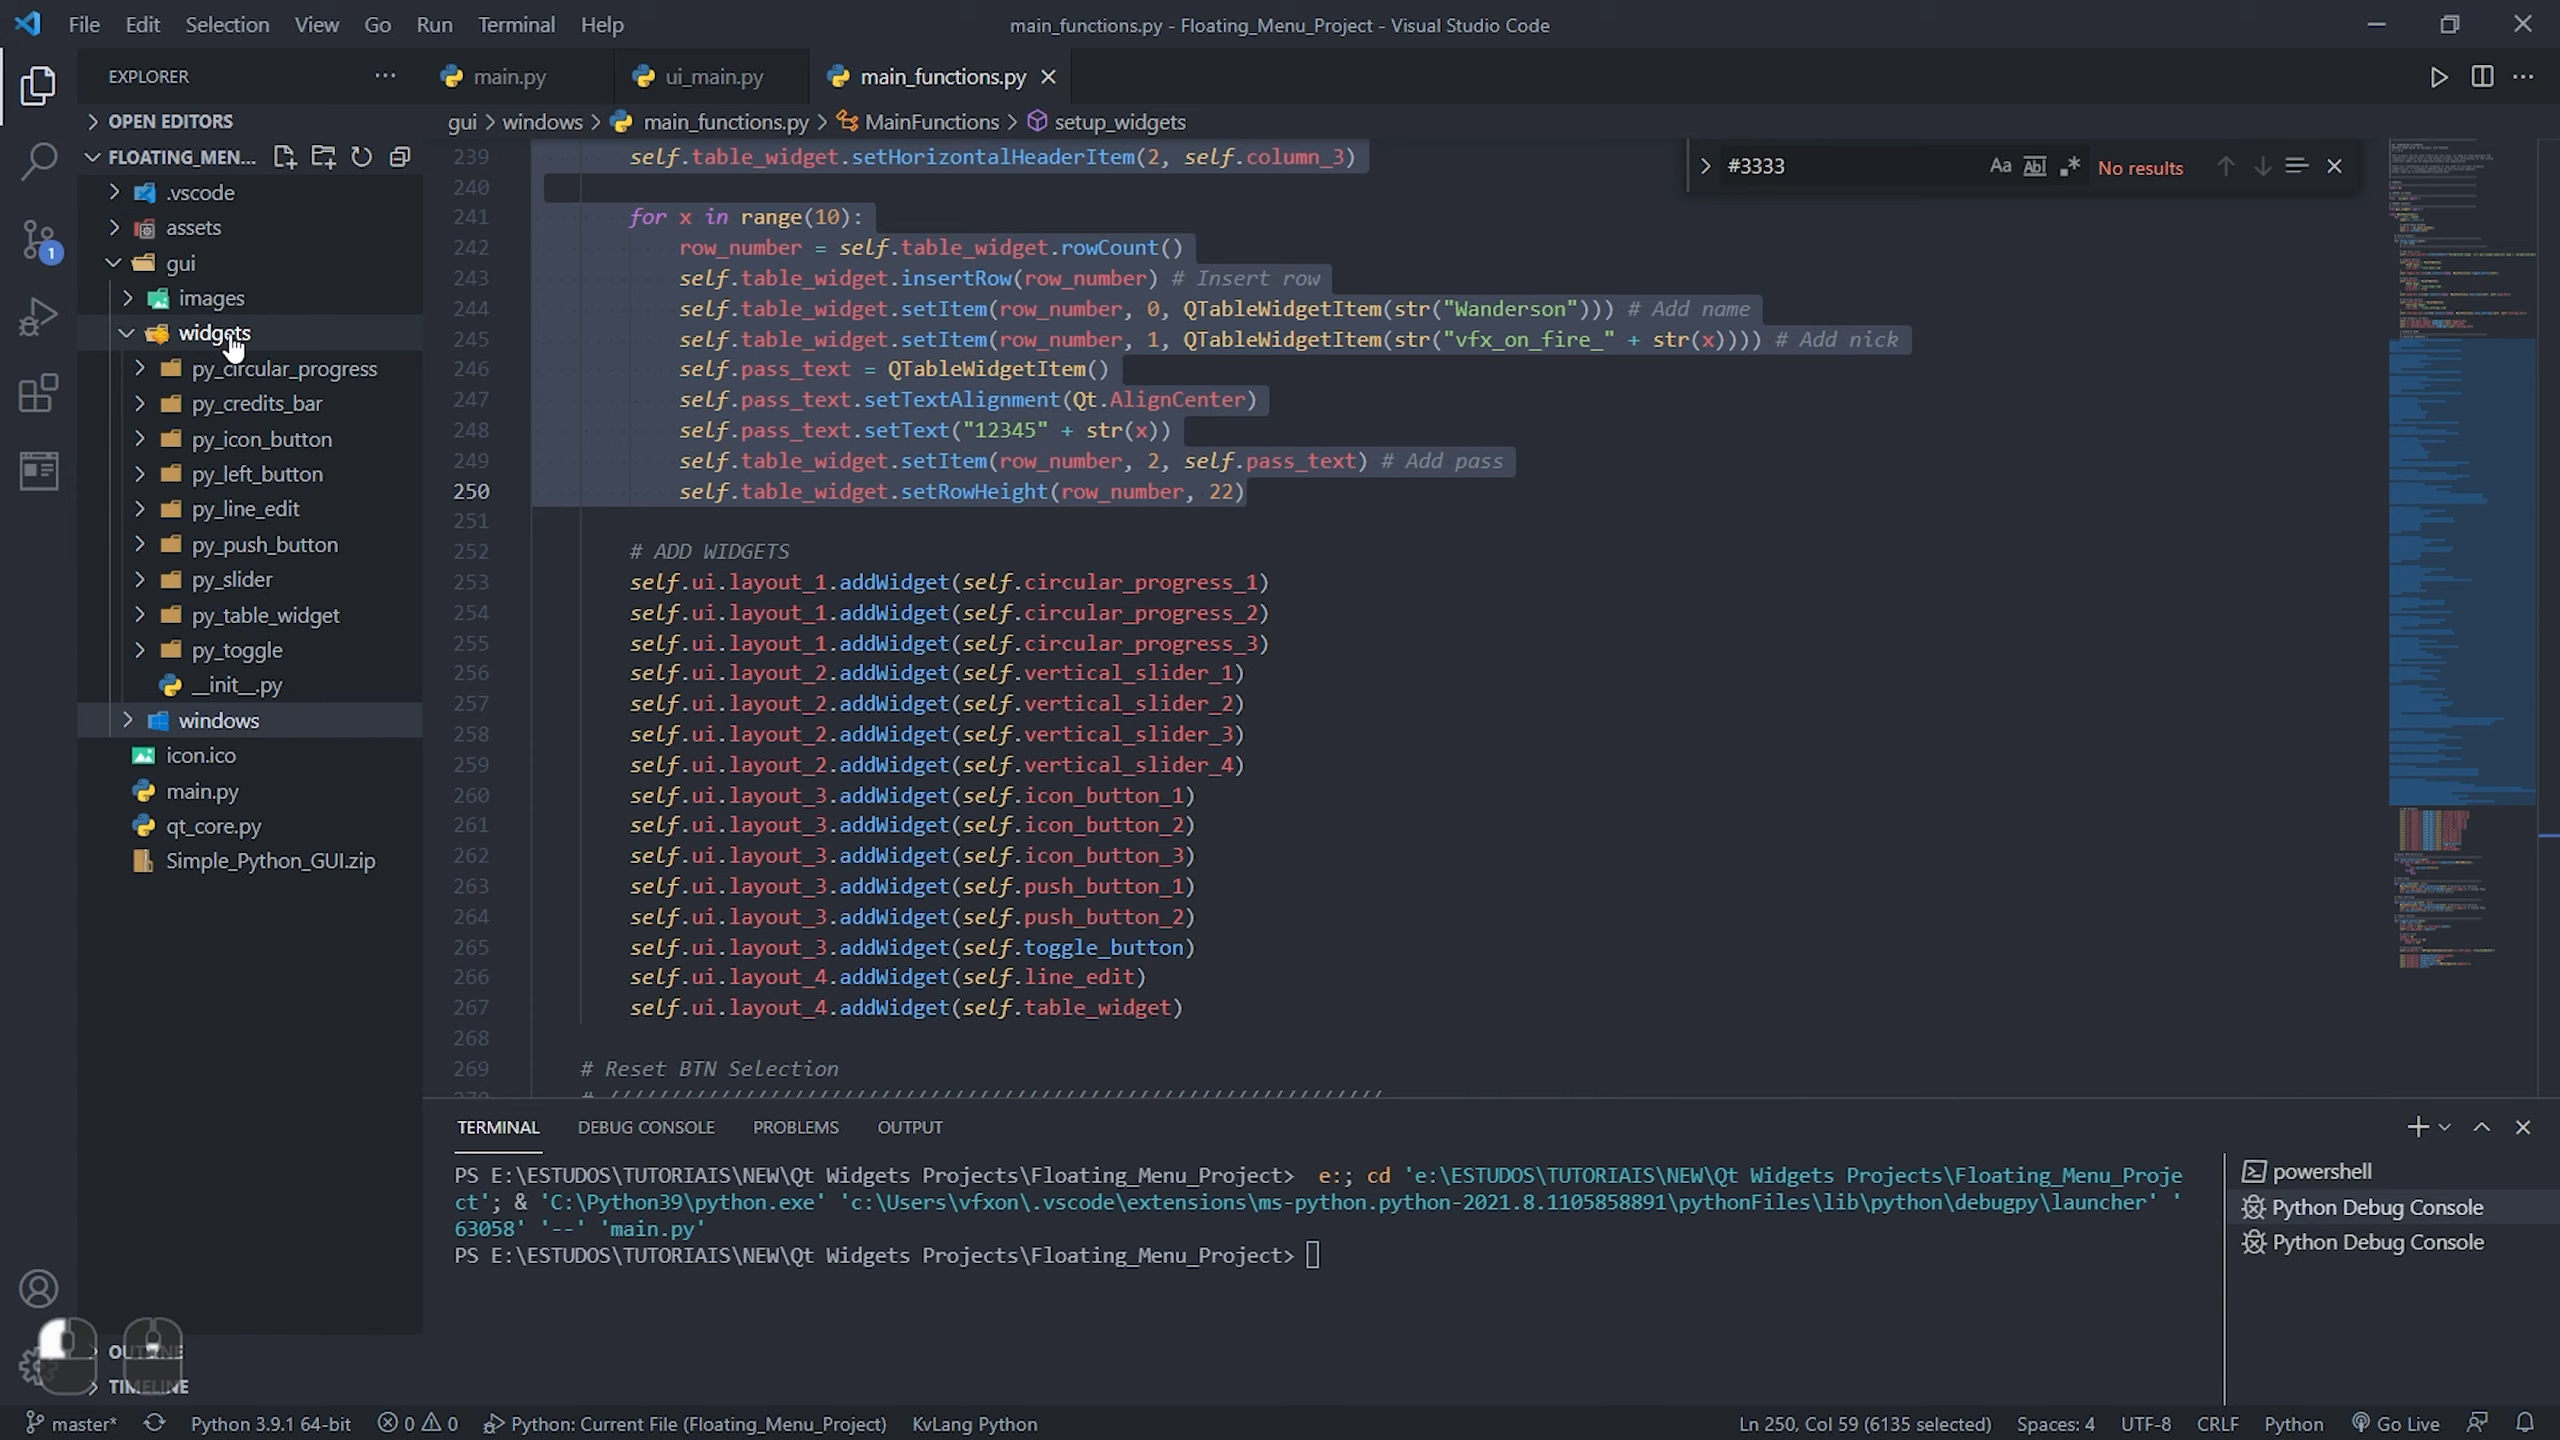 File Edit Selection View Go Run Terminal Help
main_functions.py - Floating_Menu_Project - Visual Studio Code
EXPLORER
main.py
ui_main.py
main_functions.py
OPEN EDITORS
gui > windows > main_functions.py > MainFunctions > setup_widgets
FLOATING_MEN...
.vscode
assets
gui
images
widgets
py_circular_progress
py_credits_bar
py_icon_button
py_left_button
py_line_edit
py_push_button
py_slider
py_table_widget
py_toggle
__init__.py
windows
icon.ico
main.py
qt_core.py
Simple_Python_GUI.zip
TIMELINE
1
#3333
Aa
No results
239 self.table_widget.setHorizontalHeaderItem(2, self.column_3)
240
241 for x in range(10):
242 row_number = self.table_widget.rowCount()
243 self.table_widget.insertRow(row_number) # Insert row
244 self.table_widget.setItem(row_number, 0, QTableWidgetItem(str("Wanderson"))) # Add name
245 self.table_widget.setItem(row_number, 1, QTableWidgetItem(str("vfx_on_fire_" + str(x)))) # Add nick
246 self.pass_text = QTableWidgetItem()
247 self.pass_text.setTextAlignment(Qt.AlignCenter)
248 self.pass_text.setText("12345" + str(x))
249 self.table_widget.setItem(row_number, 2, self.pass_text) # Add pass
250 self.table_widget.setRowHeight(row_number, 22)
251
252 # ADD WIDGETS
253 self.ui.layout_1.addWidget(self.circular_progress_1)
254 self.ui.layout_1.addWidget(self.circular_progress_2)
255 self.ui.layout_1.addWidget(self.circular_progress_3)
256 self.ui.layout_2.addWidget(self.vertical_slider_1)
257 self.ui.layout_2.addWidget(self.vertical_slider_2)
258 self.ui.layout_2.addWidget(self.vertical_slider_3)
259 self.ui.layout_2.addWidget(self.vertical_slider_4)
260 self.ui.layout_3.addWidget(self.icon_button_1)
261 self.ui.layout_3.addWidget(self.icon_button_2)
262 self.ui.layout_3.addWidget(self.icon_button_3)
263 self.ui.layout_3.addWidget(self.push_button_1)
264 self.ui.layout_3.addWidget(self.push_button_2)
265 self.ui.layout_3.addWidget(self.toggle_button)
266 self.ui.layout_4.addWidget(self.line_edit)
267 self.ui.layout_4.addWidget(self.table_widget)
268
269 # Reset BTN Selection
TERMINAL DEBUG CONSOLE PROBLEMS OUTPUT
PS E:\ESTUDOS\TUTORIAIS\NEW\Qt Widgets Projects\Floating_Menu_Project> e:; cd 'e:\ESTUDOS\TUTORIAIS\NEW\Qt Widgets Projects\Floating_Menu_Proje
ct'; & 'C:\Python39\python.exe' 'c:\Users\vfxon\.vscode\extensions\ms-python.python-2021.8.1105858891\pythonFiles\lib\python\debugpy\launcher' '
63058' '--' 'main.py'
PS E:\ESTUDOS\TUTORIAIS\NEW\Qt Widgets Projects\Floating_Menu_Project>
powershell
Python Debug Console
Python Debug Console
master* Python 3.9.1 64-bit 0 0 Python: Current File (Floating_Menu_Project) KvLang Python
Ln 250, Col 59 (6135 selected) Spaces: 4 UTF-8 CRLF Python Go Live